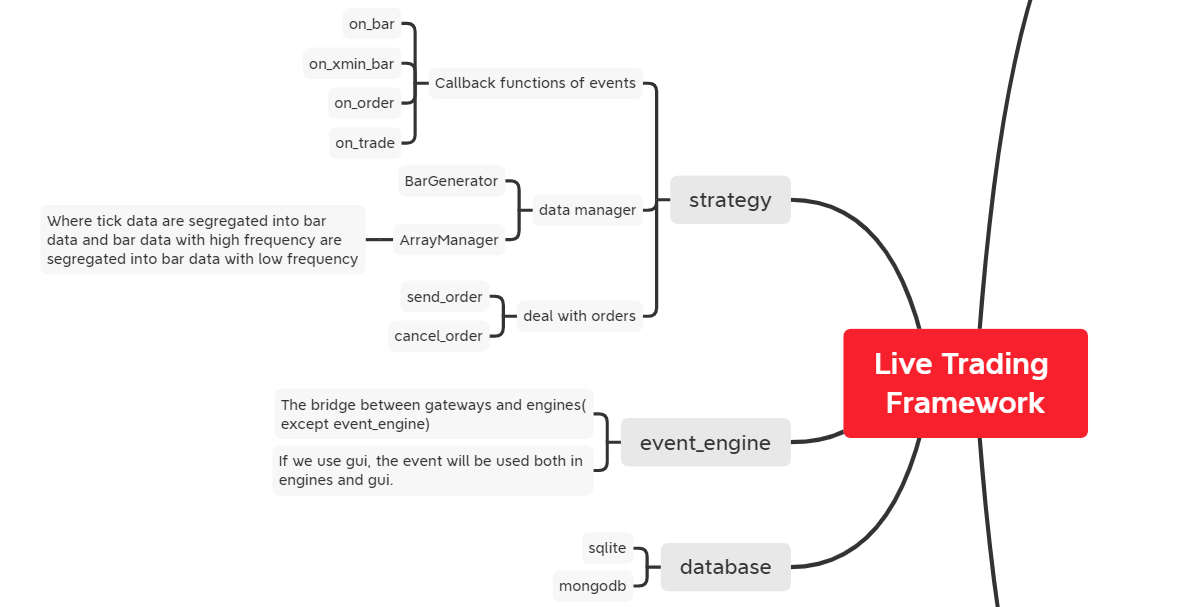 on_bar
on_xmin_bar
Callback functions of events
on_order
on_trade
BarGenerator
data manager
strategy
Where tick data are segregated into bar
data and bar data with high frequency are
segregated into bar data with low frequency
ArrayManager
send_order
deal with orders
cancel_order
Live Trading
Framework
The bridge between gateways and engines(
except event_engine)
event_engine
If we use gui, the event will be used both in
engines and gui.
sqlite
database
mongodb